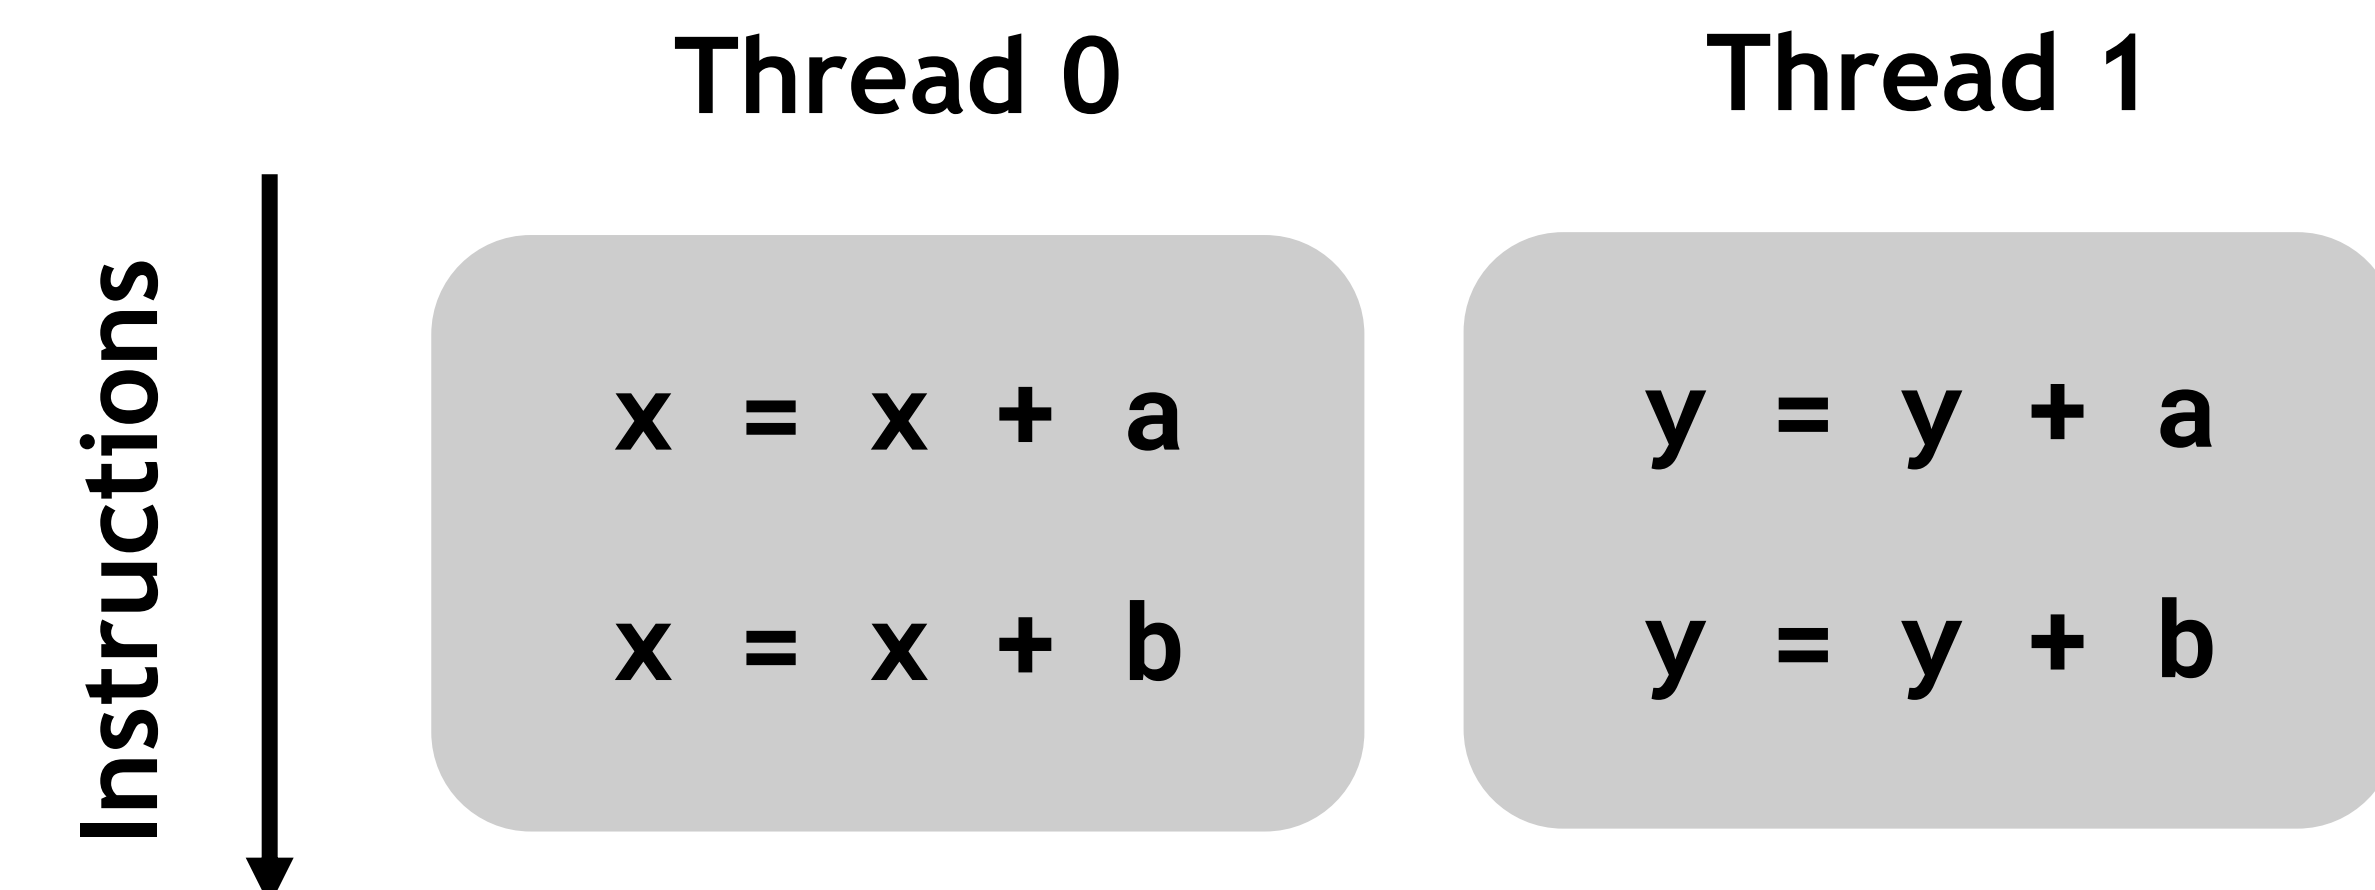 Thread 0
Thread 1
Instructions
x = x + a
x = x + b
y = y + a
y = y + b